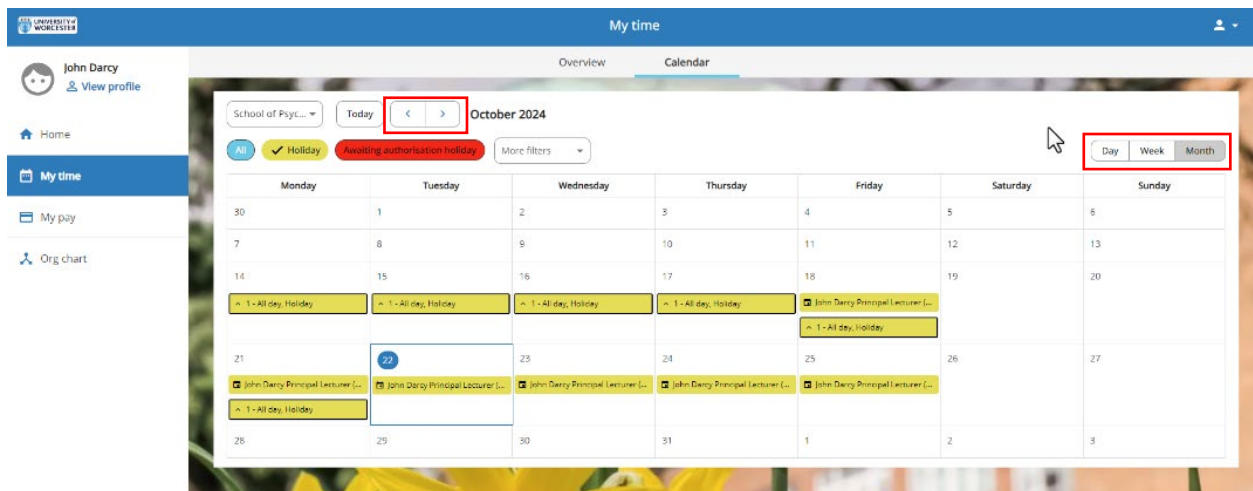 UNIVERSITY of WORCESTER
My time
John Darcy
View profile
Home
My time
My pay
Org chart
Overview Calendar
School of Psyc... Today < > October 2024
All Holiday Awaiting authorisation holiday More filters Day Week Month
Monday Tuesday Wednesday Thursday Friday Saturday Sunday
30 1 2 3 4 5 6
7 8 9 10 11 12 13
14 15 16 17 18 19 20
1 - All day, Holiday 1 - All day, Holiday 1 - All day, Holiday 1 - All day, Holiday John Darcy Principal Lecturer (...
1 - All day, Holiday
21 22 23 24 25 26 27
John Darcy Principal Lecturer (... John Darcy Principal Lecturer (... John Darcy Principal Lecturer (... John Darcy Principal Lecturer (... John Darcy Principal Lecturer (...
1 - All day, Holiday
28 29 30 31 1 2 3